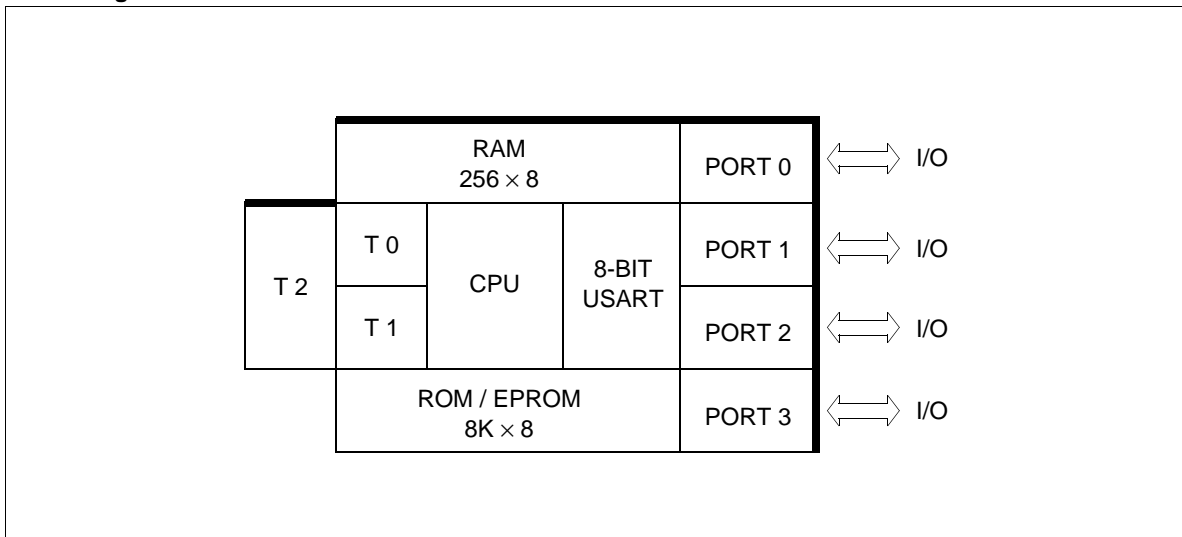 RAM
256 × 8
PORT 0
I/O
T 2
T 0
T 1
CPU
8-BIT
USART
PORT 1
I/O
PORT 2
I/O
ROM / EPROM
8K × 8
PORT 3
I/O